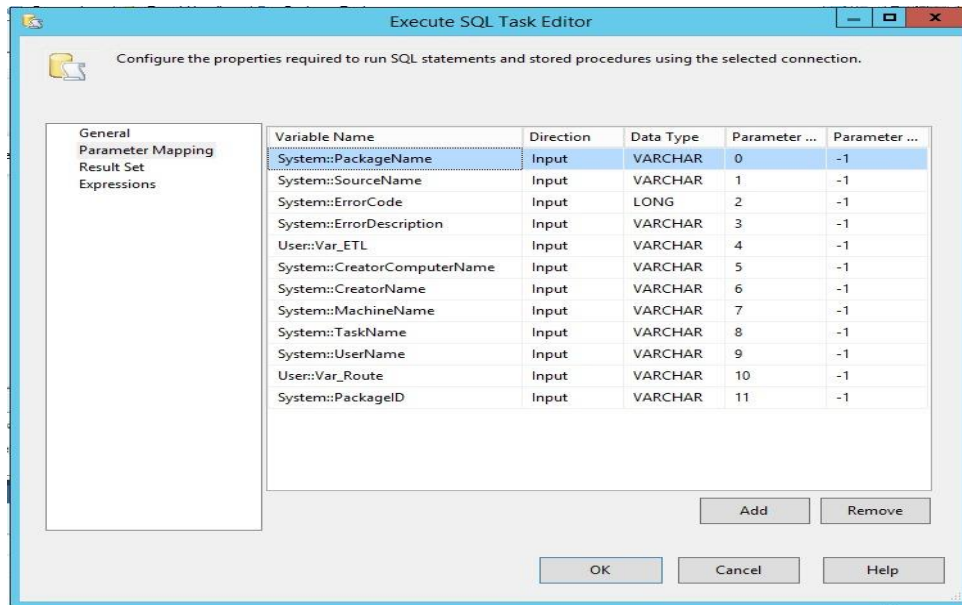 Execute SQL Task Editor
Configure the properties required to run SQL statements and stored procedures using the selected connection.
General
Parameter Mapping
Result Set
Expressions
Variable Name Direction Data Type Parameter ... Parameter ...
System::PackageName Input VARCHAR 0 -1
System::SourceName Input VARCHAR 1 -1
System::ErrorCode Input LONG 2 -1
System::ErrorDescription Input VARCHAR 3 -1
User::Var_ETL Input VARCHAR 4 -1
System::CreatorComputerName Input VARCHAR 5 -1
System::CreatorName Input VARCHAR 6 -1
System::MachineName Input VARCHAR 7 -1
System::TaskName Input VARCHAR 8 -1
System::UserName Input VARCHAR 9 -1
User::Var_Route Input VARCHAR 10 -1
System::PackageID Input VARCHAR 11 -1
Add Remove
OK Cancel Help